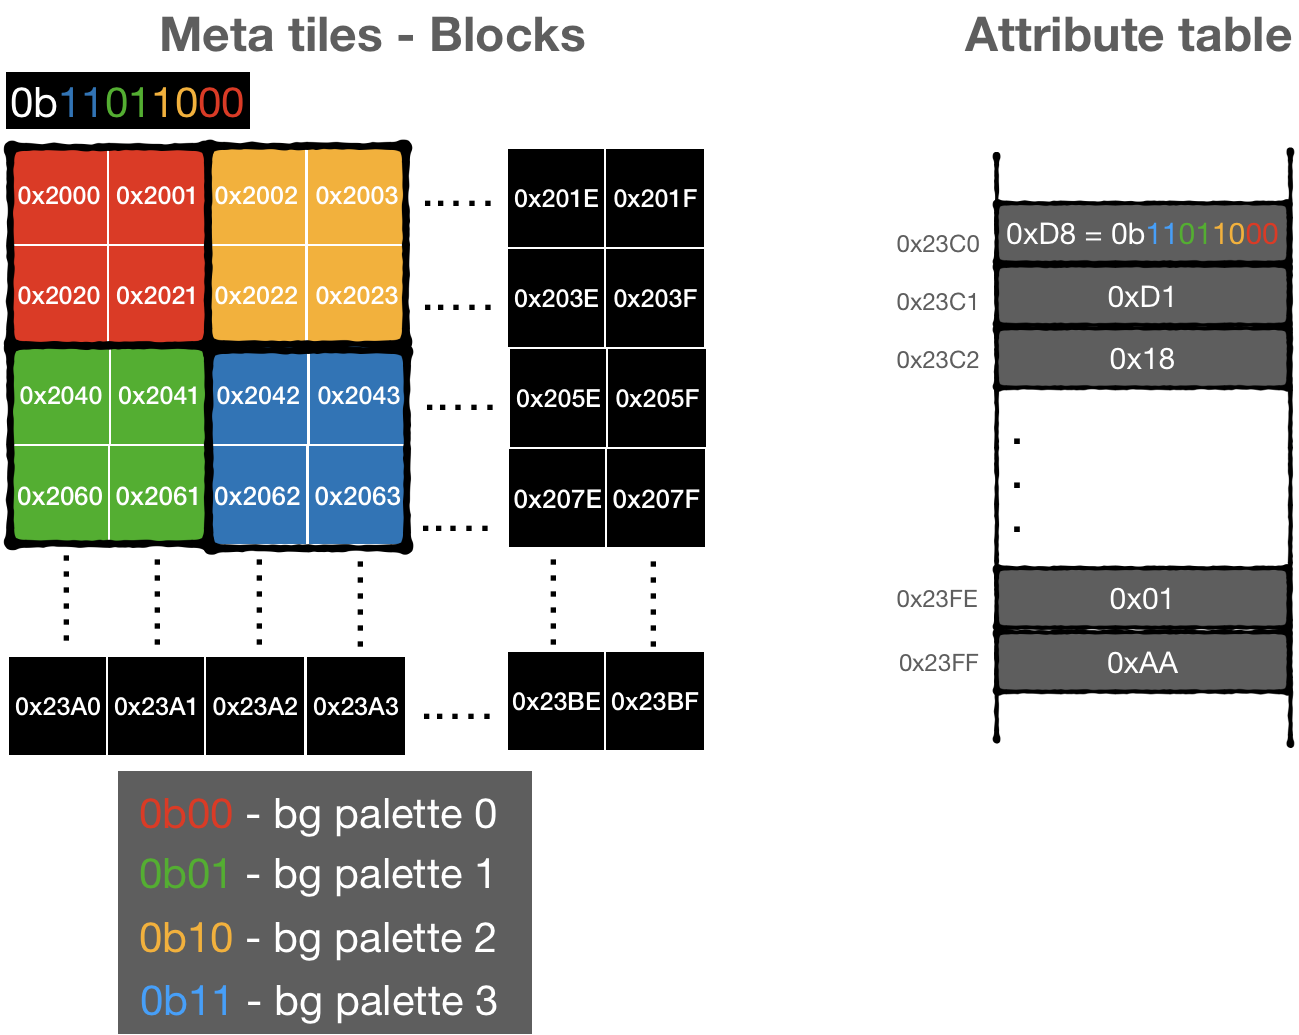 Meta tiles - Blocks
0b11011000
0x2000 0x2001 0x2002 0x2003 ..... 0x201E 0x201F
0x2020 0x2021 0x2022 0x2023 ..... 0x203E 0x203F
0x2040 0x2041 0x2042 0x2043 ..... 0x205E 0x205F
0x2060 0x2061 0x2062 0x2063 ..... 0x207E 0x207F
0x23A0 0x23A1 0x23A2 0x23A3 ..... 0x23BE 0x23BF
0b00 - bg palette 0
0b01 - bg palette 1
0b10 - bg palette 2
0b11 - bg palette 3
Attribute table
0x23C0 0xD8 = 0b11011000
0x23C1 0xD1
0x23C2 0x18
0x23FE 0x01
0x23FF 0xAA